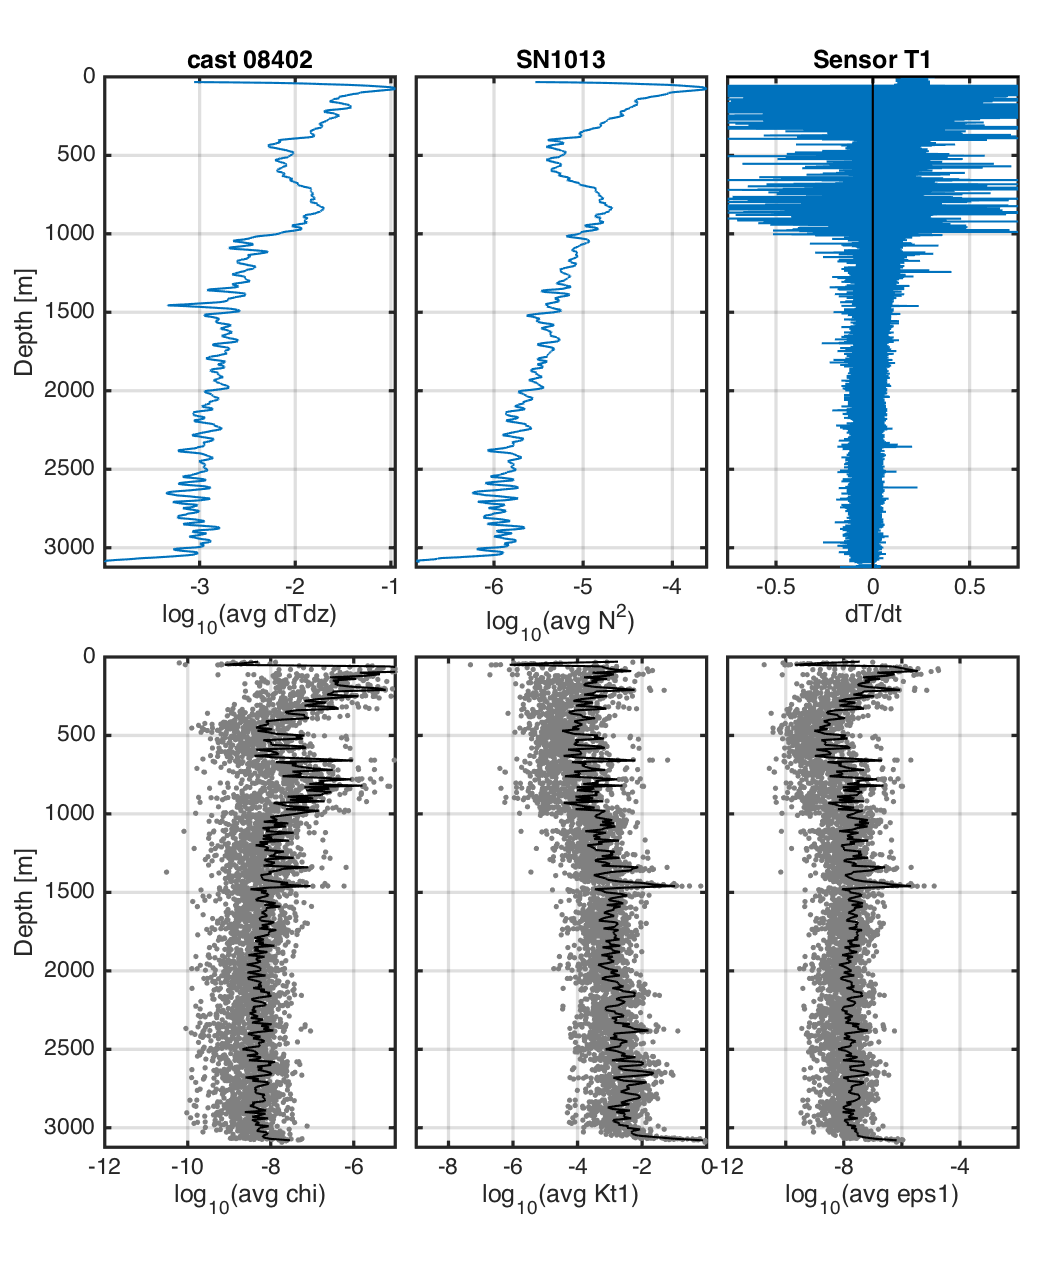 cast 08402 SN1013 Sensor T1
0
500
1000
1500
2000
2500
3000
Depth [m]
-3 -2 -1 -6 -5 -4 -0.5 0 0.5
log10(avg dTdz) log10(avg N2) dT/dt
0
500
1000
1500
2000
2500
3000
Depth [m]
-12 -10 -8 -6 -8 -6 -4 -2 0 -12 -8 -4
log10(avg chi) log10(avg Kt1) log10(avg eps1)